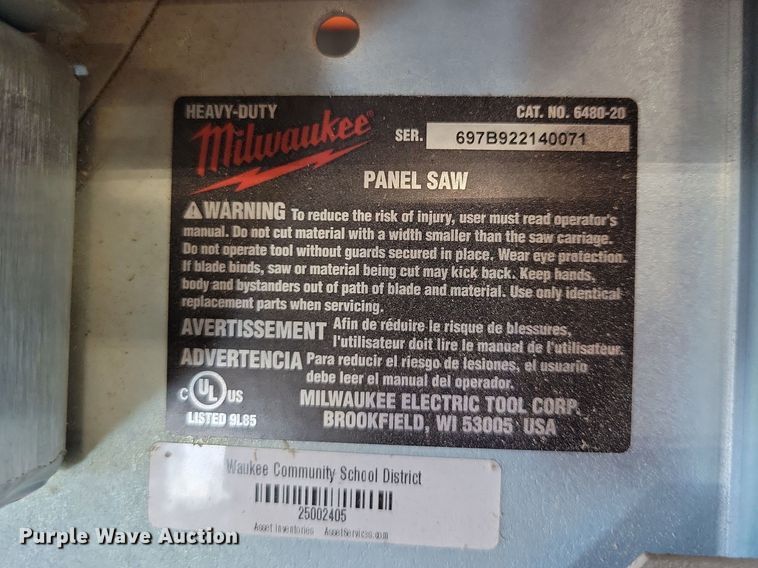 HEAVY-DUTY
CAT. NO. 6480-20
Milwaukee®
SER. 697B922140071
PANEL SAW
WARNING To reduce the risk of injury, user must read operator's
manual. Do not cut material with a width smaller than the saw carriage.
Do not operate tool without guards secured in place. Wear eye protection.
If blade binds, saw or material being cut may kick back. Keep hands,
body and bystanders out of path of blade and material. Use only identical
replacement parts when servicing.
AVERTISSEMENT Afin de réduire le risque de blessures,
l'utilisateur doit lire le manuel de l'utilisateur.
ADVERTENCIA Para reducir el riesgo de lesiones, el usuario
debe leer el manual del operador.
C UL US
LISTED 9L85
MILWAUKEE ELECTRIC TOOL CORP.
BROOKFIELD, WI 53005 USA
Waukee Community School District
25002405
Asset Inventories AssetServices.com
Purple Wave Auction